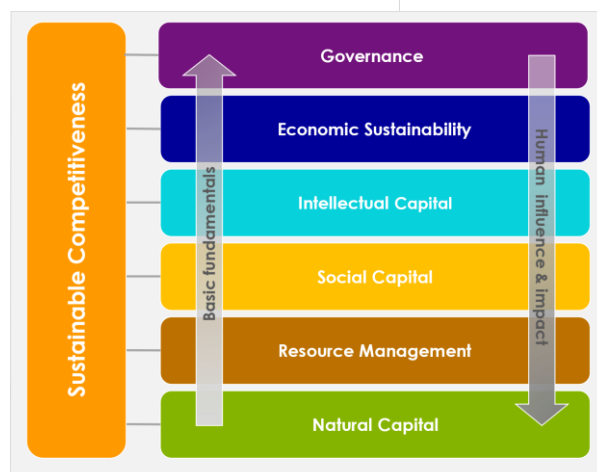 Sustainable Competitiveness
Governance
Economic Sustainability
Intellectual Capital
Social Capital
Resource Management
Natural Capital
Basic fundamentals
Human influence & impact